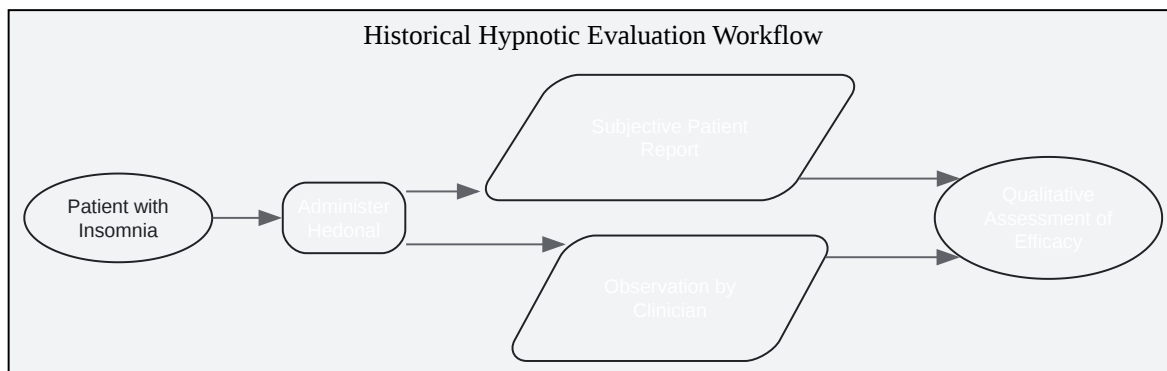 Historical Hypnotic Evaluation Workflow
Patient with
Insomnia
Administer
Hedonal
Subjective Patient
Report
Observation by
Clinician
Qualitative
Assessment of
Efficacy